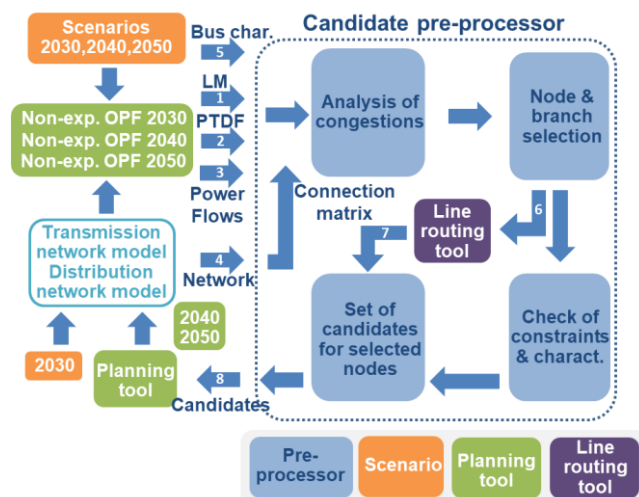 Scenarios
2030,2040,2050
Bus char.
5
Candidate pre-processor
LM
1
PTDF
2
3
Power
Flows
Non-exp. OPF 2030
Non-exp. OPF 2040
Non-exp. OPF 2050
Analysis of
congestions
Node &
branch
selection
Connection
matrix
6
7
Line
routing
tool
Transmission
network model
Distribution
network model
4
Network
2040
2050
2030
Planning
tool
8
Candidates
Set of
candidates
for selected
nodes
Check of
constraints
& charact.
Pre-
processor
Scenario
Planning
tool
Line
routing
tool